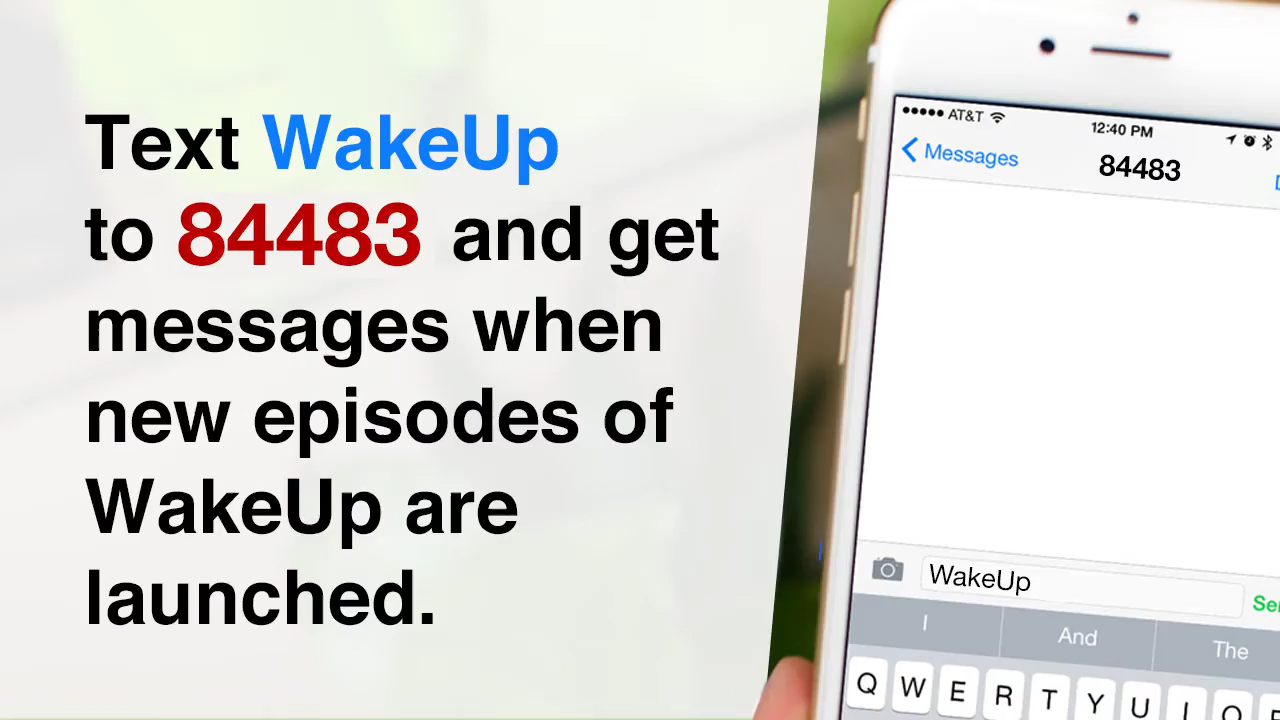 Text WakeUp
to 84483 and get
messages when
new episodes of
WakeUp are
launched.
AT&T
12:40 PM
Messages
84483
WakeUp
I
And
The
Q W E R T Y U I O